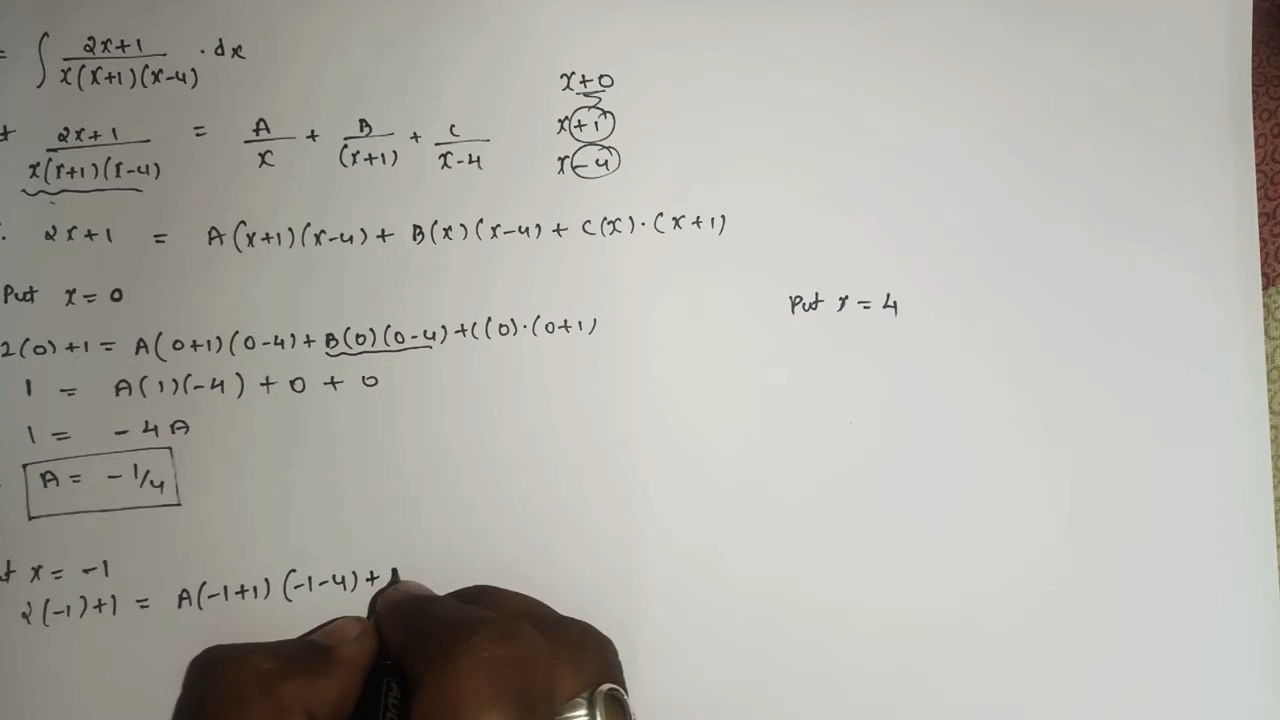 = ∫ 2x+1 / x(x+1)(x-4) . dx
x+0
x+1
x-4
2x+1 / x(x+1)(x-4) = A / x + B / (x+1) + C / x-4
2x+1 = A(x+1)(x-4) + B(x)(x-4) + C(x).(x+1)
Put x = 0
2(0)+1 = A(0+1)(0-4) + B(0)(0-4) + C(0).(0+1)
1 = A(1)(-4) + 0 + 0
1 = -4A
A = -1/4
x = -1
2(-1)+1 = A(-1+1)(-1-4) +
Put x = 4